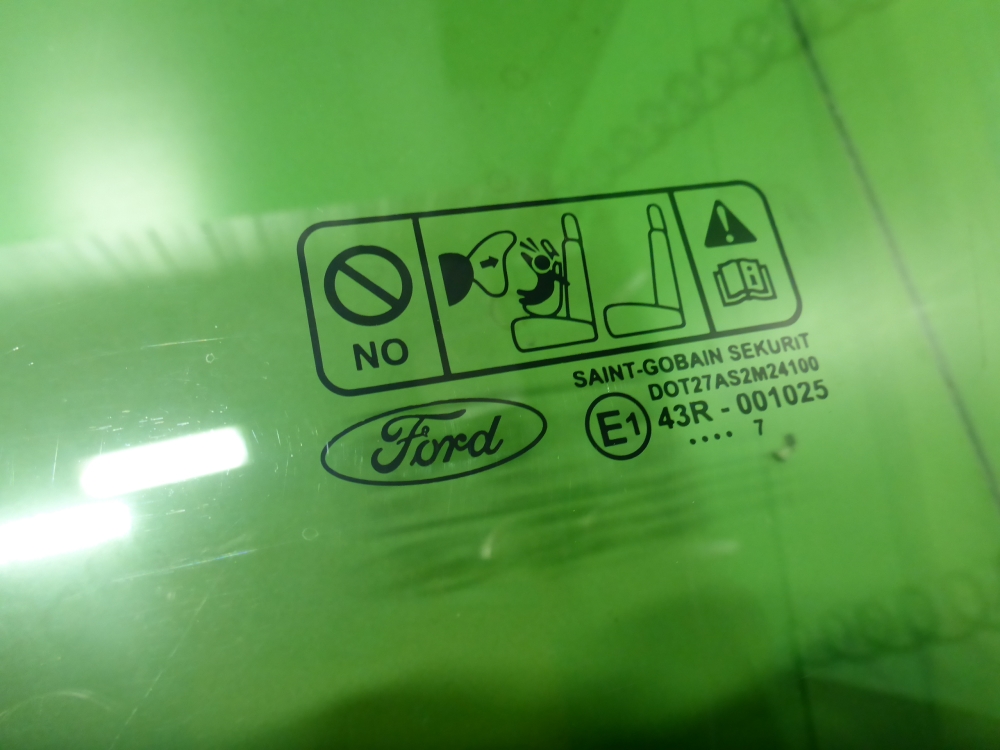 NO
Ford
SAINT-GOBAIN SEKURIT
DOT27AS2M24100
E1 43R - 001025
.... 7